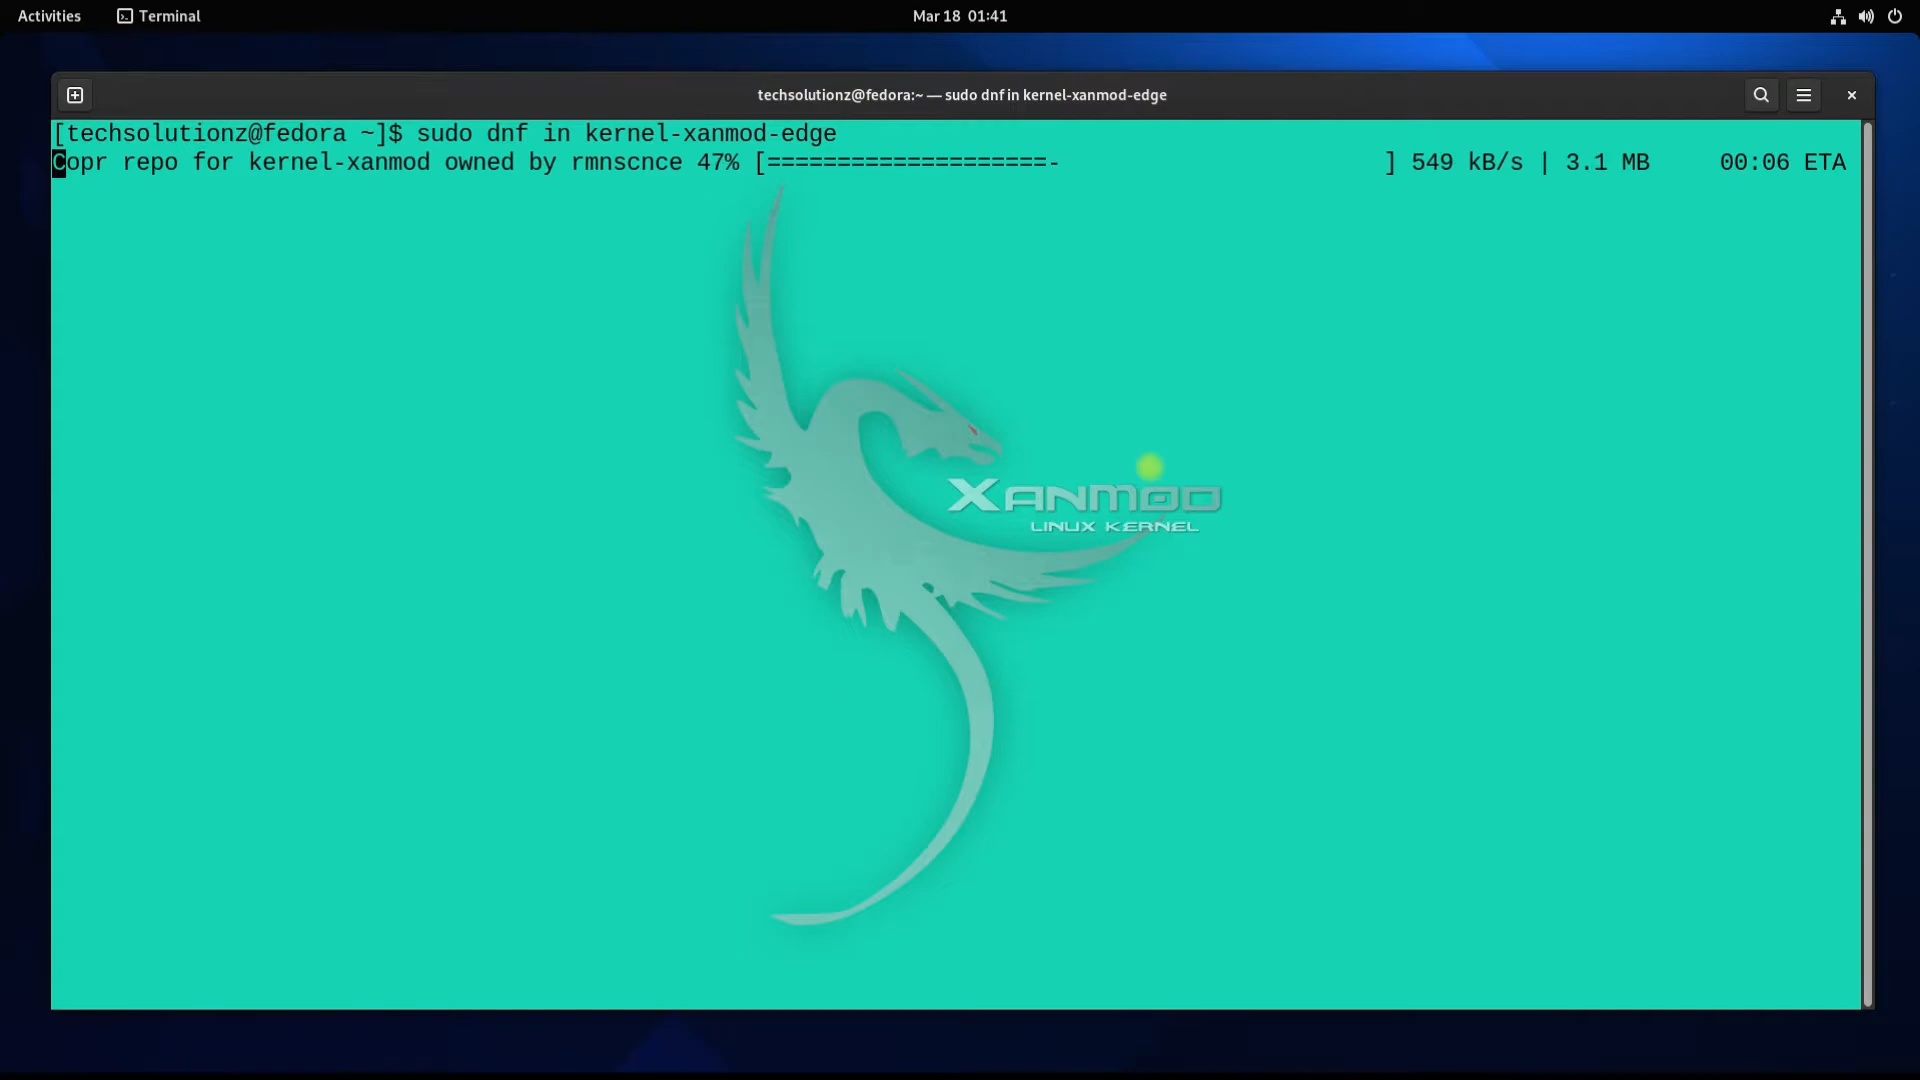 Activities Terminal Mar 18 01:41
techsolutionz@fedora:~ — sudo dnf in kernel-xanmod-edge
[techsolutionz@fedora ~]$ sudo dnf in kernel-xanmod-edge
Copr repo for kernel-xanmod owned by rmnscnce 47% [====================- ] 549 kB/s | 3.1 MB 00:06 ETA
XANMOD
LINUX KERNEL